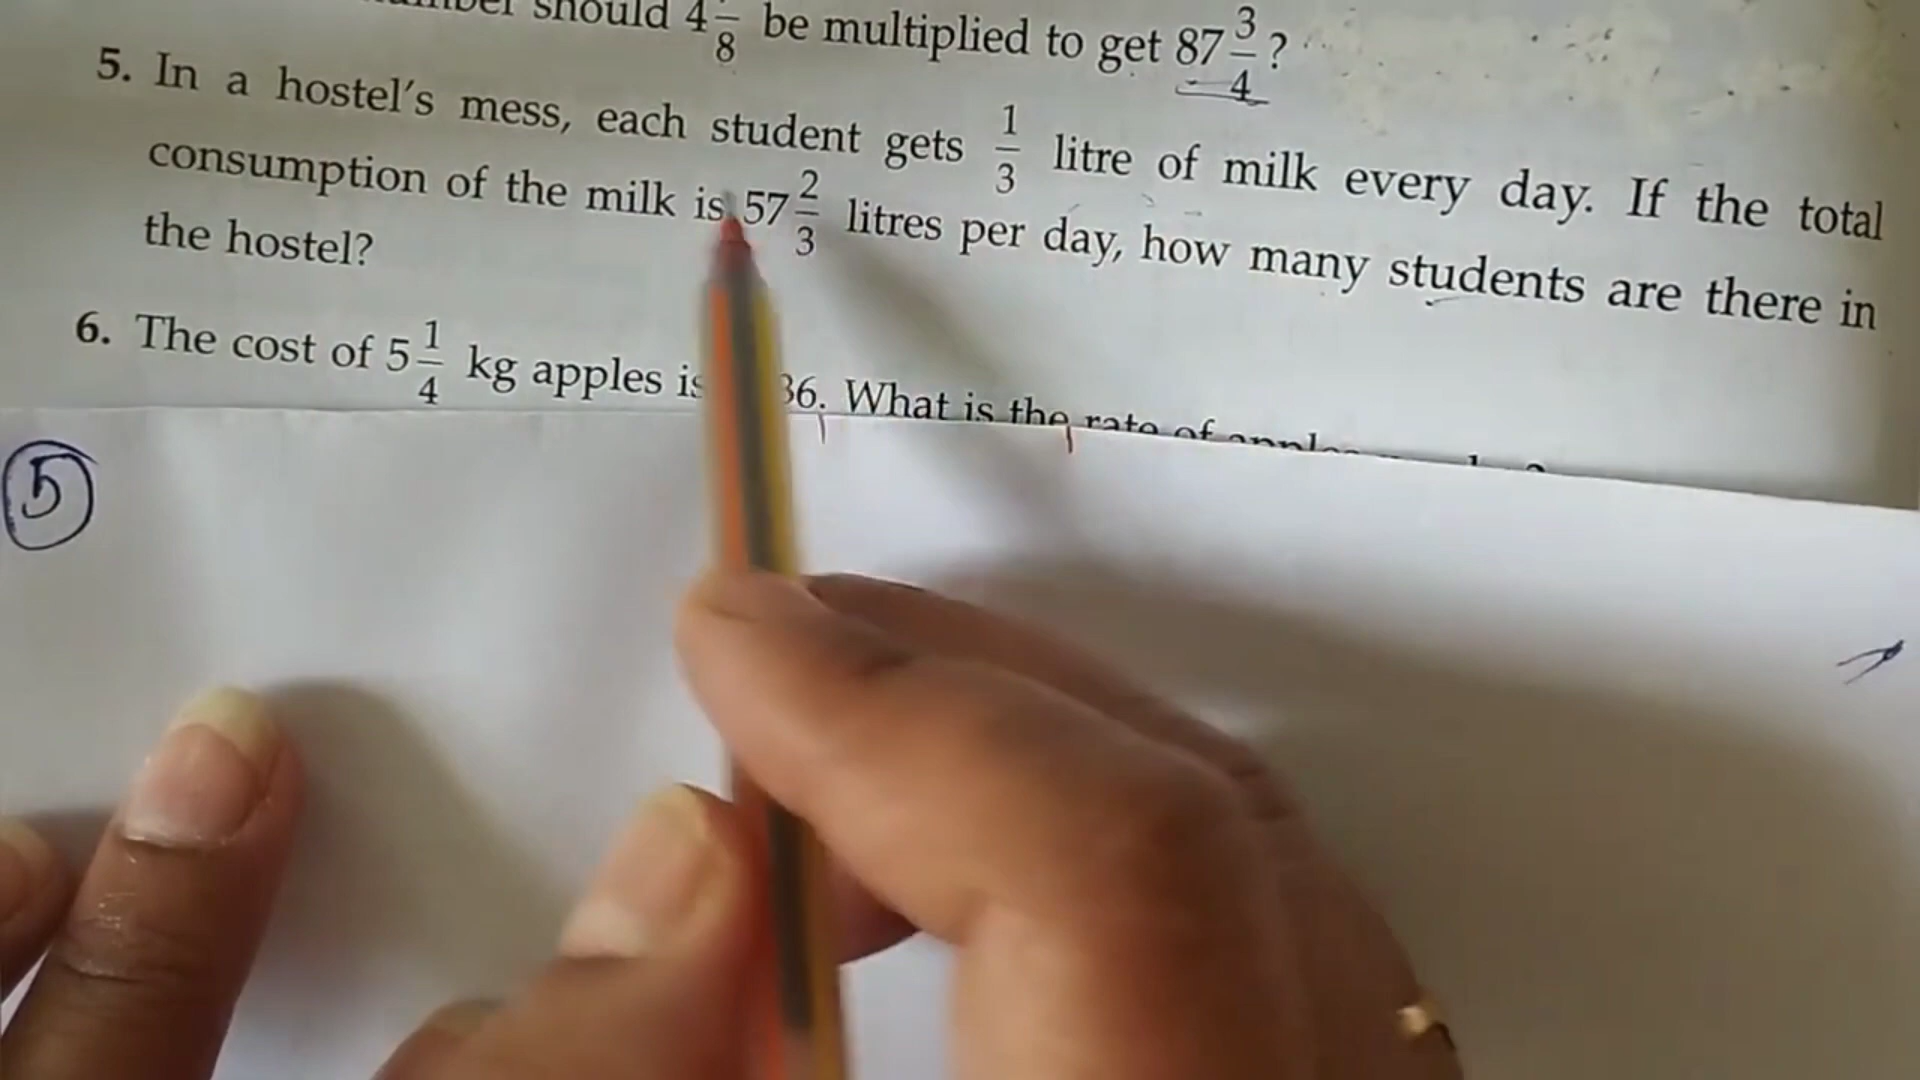 should 4 /8 be multiplied to get 87 3/4 ?
5. In a hostel's mess, each student gets 1/3 litre of milk every day. If the total
consumption of the milk is 57 2/3 litres per day, how many students are there in
the hostel?
6. The cost of 5 1/4 kg apples is 36. What is the rate of
5